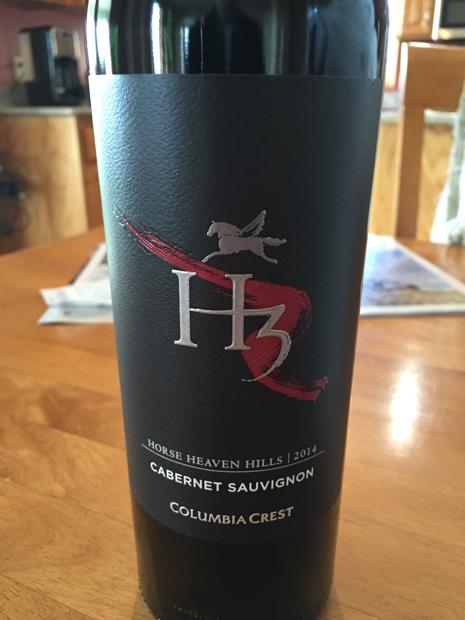 H3
HORSE HEAVEN HILLS | 2014
CABERNET SAUVIGNON
COLUMBIA CREST